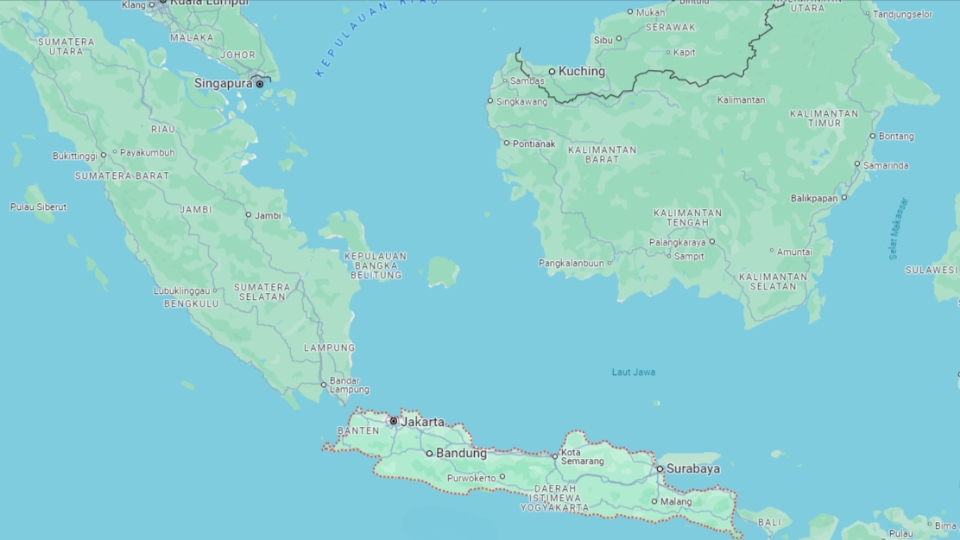 Klang
Kuala Lumpur
KEPULAUAN RIAU
Mukah
Bintulu
UTARA
Tandjungselor
SUMATERA
UTARA
MALAKA
JOHOR
Sibu
SERAWAK
Kapit
Singapura
Kuching
Sambas
Singkawang
Kalimantan
KALIMANTAN
TIMUR
RIAU
Pontianak
KALIMANTAN
BARAT
Bontang
Bukittinggi
Payakumbuh
Samarinda
SUMATERA BARAT
Balikpapan
Pulau Siberut
JAMBI
Jambi
KALIMANTAN
TENGAH
Selat Makassar
Palangkaraya
KEPULAUAN
BANGKA
BELITUNG
Pangkalanbuun
Sampit
Amuntai
SULAWESI
Lubuklinggau
BENGKULU
SUMATERA
SELATAN
KALIMANTAN
SELATAN
LAMPUNG
Laut Jawa
Bandar
Lampung
BANTEN
Jakarta
Bandung
Kota
Semarang
Surabaya
Purwokerto
DAERAH
ISTIMEWA
YOGYAKARTA
Malang
BALI
Pulau
Bima